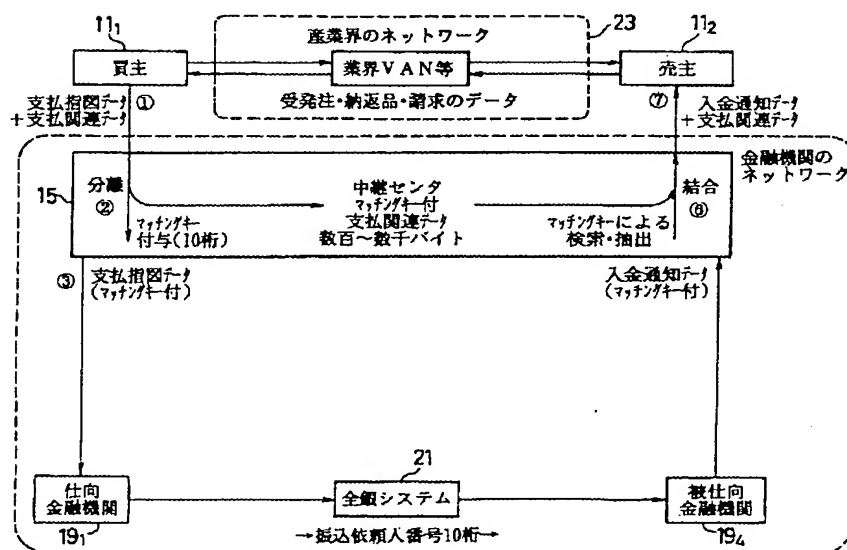 産業界のネットワーク
23
11₁
11₂
買主
業界VAN等
売主
受発注・納返品・請求のデータ
支払指図データ
+支払関連データ
①
⑦
入金通知データ
+支払関連データ
金融機関の
ネットワーク
15
分離
②
マッチングキー
付与(10桁)
中継センタ
マッチングキー付
支払関連データ
数百~数千バイト
マッチングキーによる
検索・抽出
結合
⑥
③
支払指図データ
(マッチングキー付)
入金通知データ
(マッチングキー付)
仕向
金融機関
19₁
21
全銀システム
→振込依頼人番号10桁→
被仕向
金融機関
19₄